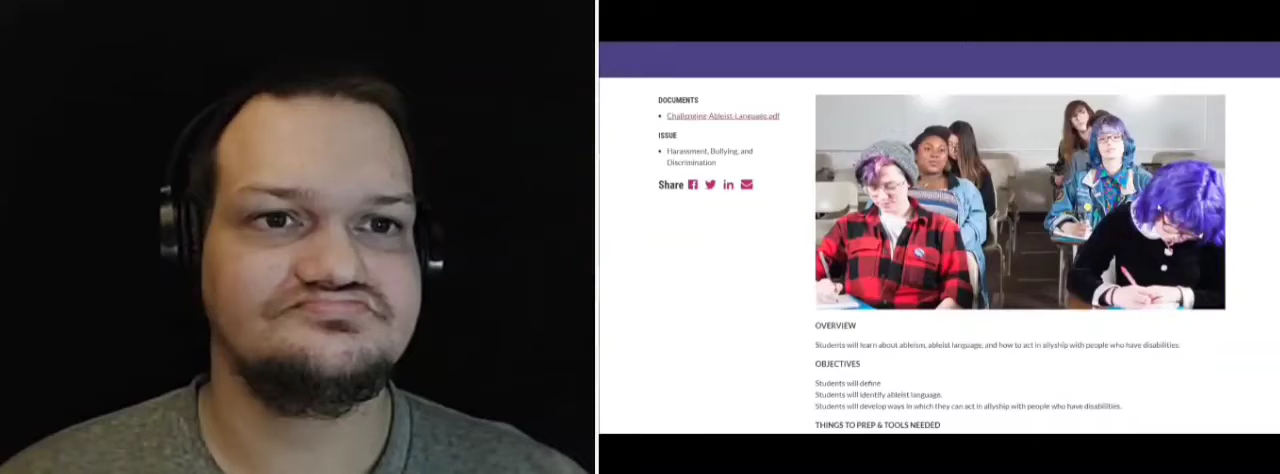 DOCUMENTS
• Challenging-Ableist-Language.pdf
ISSUE
• Harassment, Bullying, and
Discrimination
Share
OVERVIEW
Students will learn about ableism, ableist language, and how to act in allyship with people who have disabilities.
OBJECTIVES
Students will define
Students will identify ableist language.
Students will develop ways in which they can act in allyship with people who have disabilities.
THINGS TO PREP & TOOLS NEEDED